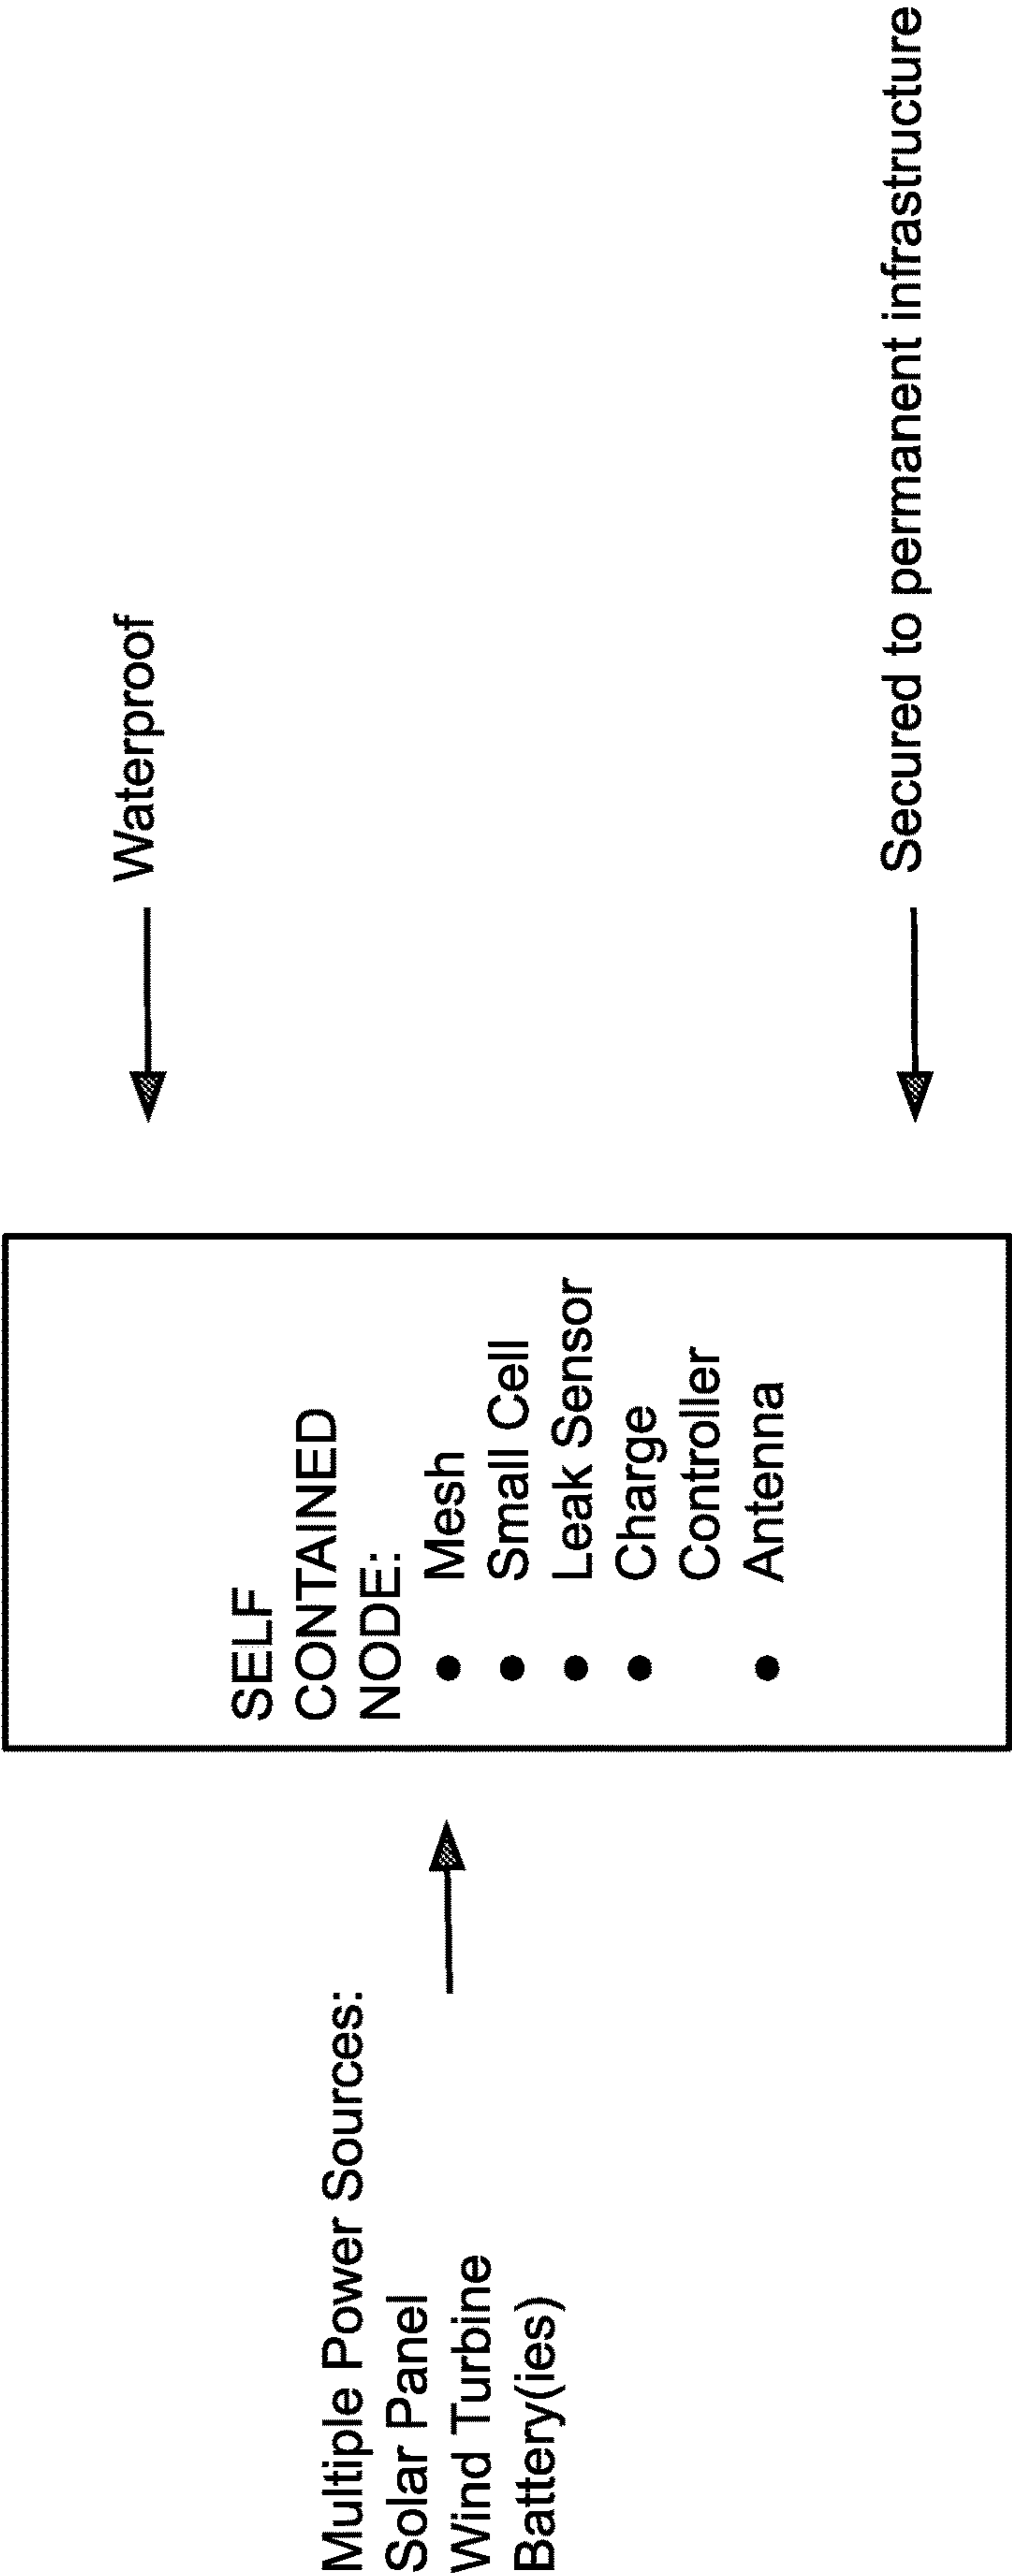 Multiple Power Sources:
Solar Panel
Wind Turbine
Battery(ies)
SELF
CONTAINED
NODE:
● Mesh
● Small Cell
● Leak Sensor
● Charge
Controller
● Antenna
Waterproof
Secured to permanent infrastructure